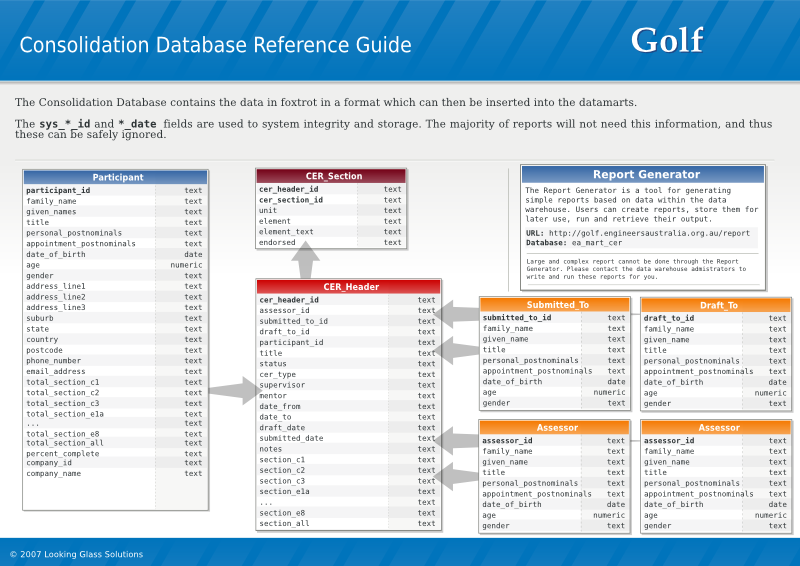 Consolidation Database Reference Guide
Golf
The Consolidation Database contains the data in foxtrot in a format which can then be inserted into the datamarts.
The sys_*_id and *_date fields are used to system integrity and storage. The majority of reports will not need this information, and thus
these can be safely ignored.
Participant
participant_id text
family_name text
given_names text
title text
personal_postnominals text
appointment_postnominals text
date_of_birth date
age numeric
gender text
address_line1 text
address_line2 text
address_line3 text
suburb text
state text
country text
postcode text
phone_number text
email_address text
total_section_c1 text
total_section_c2 text
total_section_c3 text
total_section_e1a text
... text
total_section_e8 text
total_section_all text
percent_complete text
company_id text
company_name text
CER_Section
cer_header_id text
cer_section_id text
unit text
element text
element_text text
endorsed text
CER_Header
cer_header_id text
assessor_id text
submitted_to_id text
draft_to_id text
participant_id text
title text
status text
cer_type text
supervisor text
mentor text
date_from text
date_to text
draft_date text
submitted_date text
notes text
section_c1 text
section_c2 text
section_c3 text
section_e1a text
... text
section_e8 text
section_all text
Report Generator
The Report Generator is a tool for generating
simple reports based on data within the data
warehouse. Users can create reports, store them for
later use, run and retrieve their output.
URL: http://golf.engineersaustralia.org.au/report
Database: ea_mart_cer
Large and complex report cannot be done through the Report
Generator. Please contact the data warehouse admistrators to
write and run these reports for you.
Submitted_To
submitted_to_id text
family_name text
given_name text
title text
personal_postnominals text
appointment_postnominals text
date_of_birth date
age numeric
gender text
Draft_To
draft_to_id text
family_name text
given_name text
title text
personal_postnominals text
appointment_postnominals text
date_of_birth date
age numeric
gender text
Assessor
assessor_id text
family_name text
given_name text
title text
personal_postnominals text
appointment_postnominals text
date_of_birth date
age numeric
gender text
Assessor
assessor_id text
family_name text
given_name text
title text
personal_postnominals text
appointment_postnominals text
date_of_birth date
age numeric
gender text
© 2007 Looking Glass Solutions